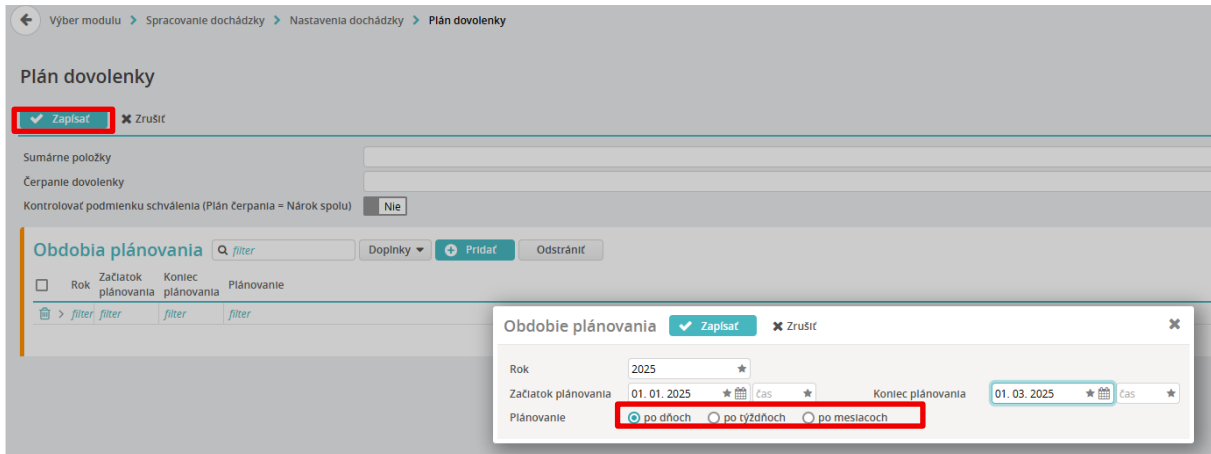 Výber modulu > Spracovanie dochádzky > Nastavenia dochádzky > Plán dovolenky
Plán dovolenky
Zapísať Zrušiť
Sumárne položky
Čerpanie dovolenky
Kontrolovať podmienku schválenia (Plán čerpania = Nárok spolu) Nie
Obdobia plánovania filter Doplnky Pridať Odstrániť
Rok Začiatok plánovania Koniec plánovania Plánovanie
filter filter filter filter
Obdobie plánovania Zapísať Zrušiť
Rok 2025
Začiatok plánovania 01. 01. 2025 čas Koniec plánovania 01. 03. 2025 čas
Plánovanie po dňoch po týždňoch po mesiacoch